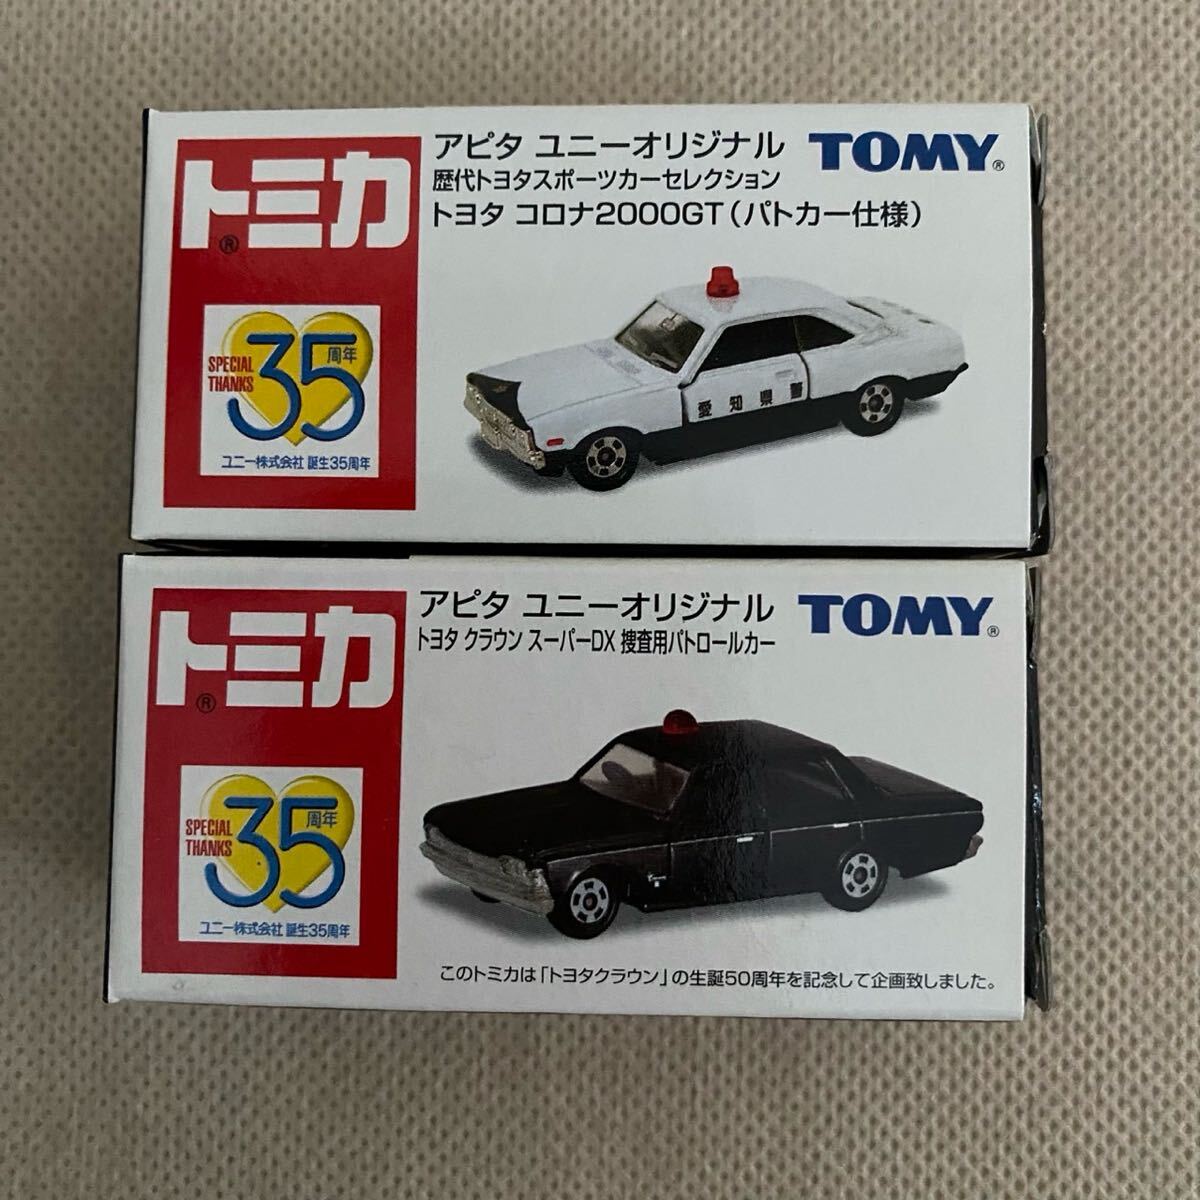 トミカ®
アピタ ユニーオリジナル
歴代トヨタスポーツカーセレクション
トヨタ コロナ2000GT(パトカー仕様)
TOMY®
SPECIAL THANKS
35周年
ユニー株式会社 誕生35周年
愛知県警
トミカ®
アピタ ユニーオリジナル
トヨタ クラウン スーパーDX 捜査用パトロールカー
TOMY®
SPECIAL THANKS
35周年
ユニー株式会社 誕生35周年
このトミカは「トヨタクラウン」の生誕50周年を記念して企画致しました。